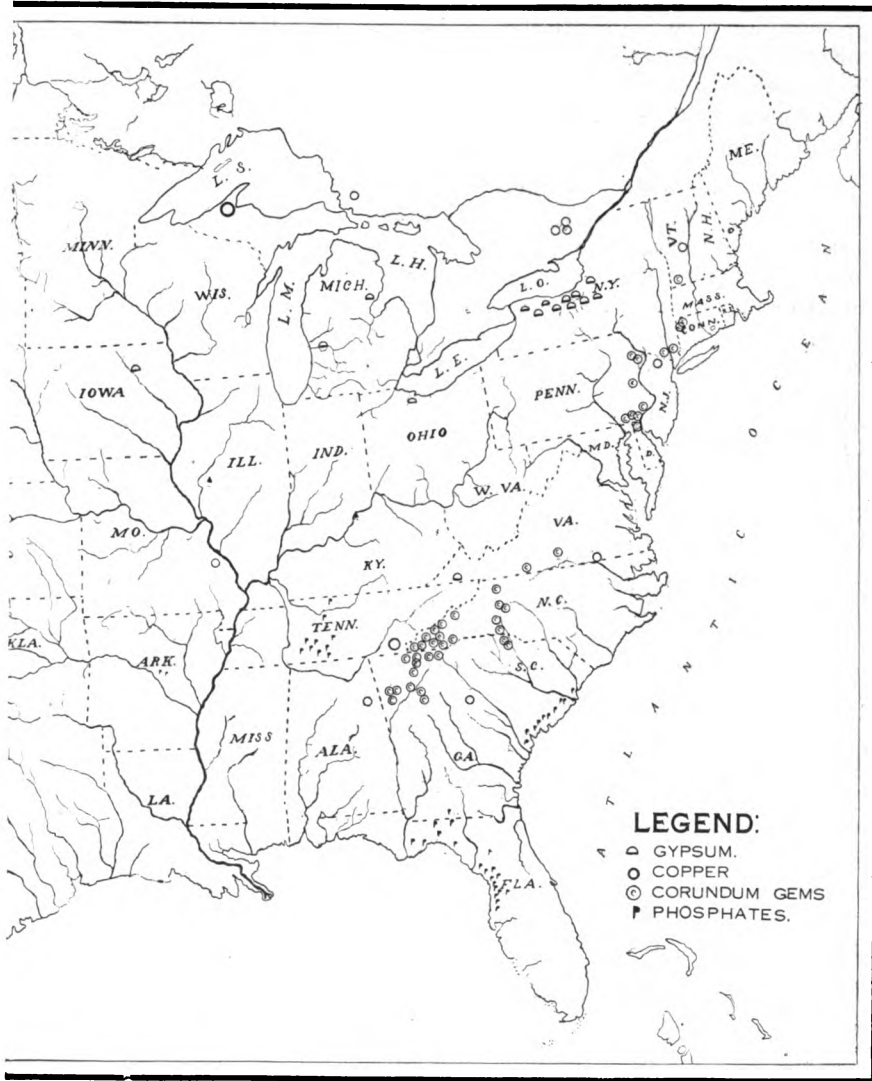 ME.
L. S.
VT.
N.H.
MINN.
L. H.
WIS.
L. M.
MICH.
L. O.
N.Y.
MASS.
R.I.
CONN.
L. E.
IOWA
PENN.
N.J.
OHIO
ILL.
IND.
MD.
D.
W. VA.
VA.
MO.
KY.
N.C.
TENN.
KLA.
ARK.
S.C.
MISS
ALA.
GA.
LA.
FLA.
ATLANTIC OCEAN
LEGEND:
GYPSUM.
COPPER
CORUNDUM GEMS
PHOSPHATES.